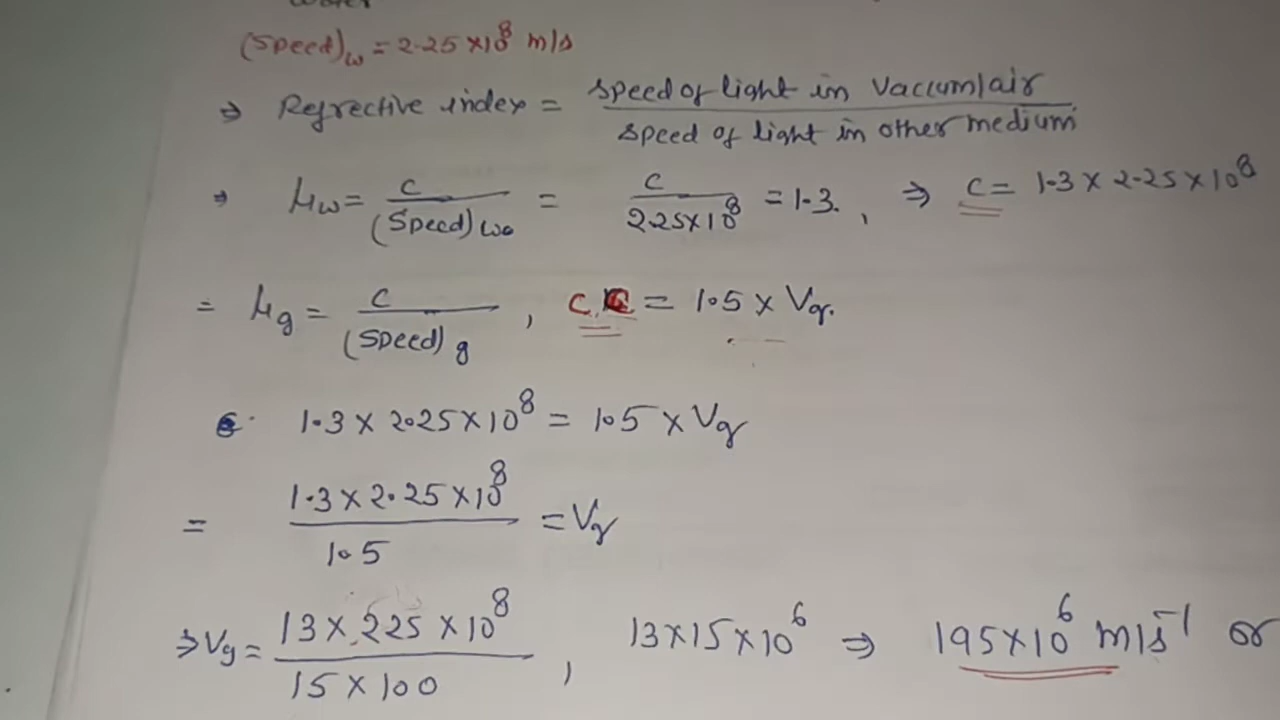 (Speed)w = 2.25 × 10⁸ m/s
⇒ Refrective index = speed of light in Vaccum/air / speed of light in other medium
⇒ μw = c / (Speed)wa = c / 2.25×10⁸ = 1.3. , ⇒ c = 1.3 × 2.25 × 10⁸
= μg = c / (Speed)g , c = 1.5 × Vg.
1.3 × 2.25 × 10⁸ = 1.5 × Vg
= 1.3 × 2.25 × 10⁸ / 1.5 = Vg
⇒ Vg = 13 × 225 × 10⁸ / 15 × 100 , 13×15×10⁶ ⇒ 195×10⁶ m/s⁻¹ or